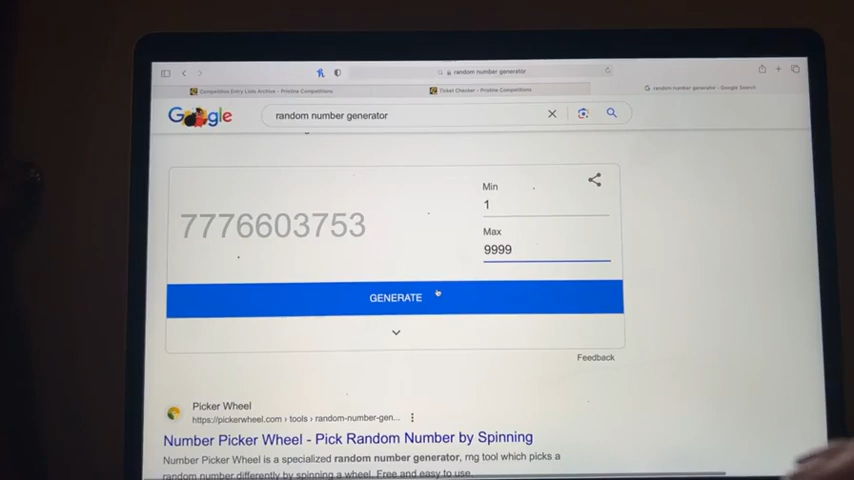 random number generator
Competition Entry Lists Archive - Pristine Competitions
Ticket Checker - Pristine Competitions
random number generator - Google Search
Google
random number generator
Min
1
7776603753
Max
9999
GENERATE
Feedback
Picker Wheel
https://pickerwheel.com › tools › random-number-gen...
Number Picker Wheel - Pick Random Number by Spinning
Number Picker Wheel is a specialized random number generator, rng tool which picks a
random number differently by spinning a wheel. Free and easy to use.